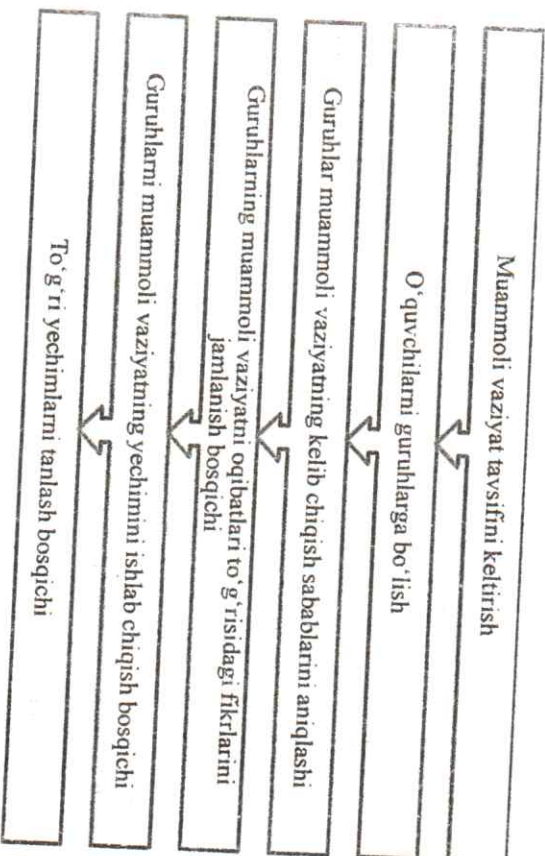 Muammoli vaziyat tavsifini keltirish
O‘quvchilarni guruhlarga bo‘lish
Guruhlar muammoli vaziyatning kelib chiqish sabablarini aniqlashi
Guruhlarning muammoli vaziyatni oqibatlari to‘g‘risidagi fikrlarini
jamlanish bosqichi
Guruhlarni muammoli vaziyatning yechimini ishlab chiqish bosqichi
To‘g‘ri yechimlarni tanlash bosqichi